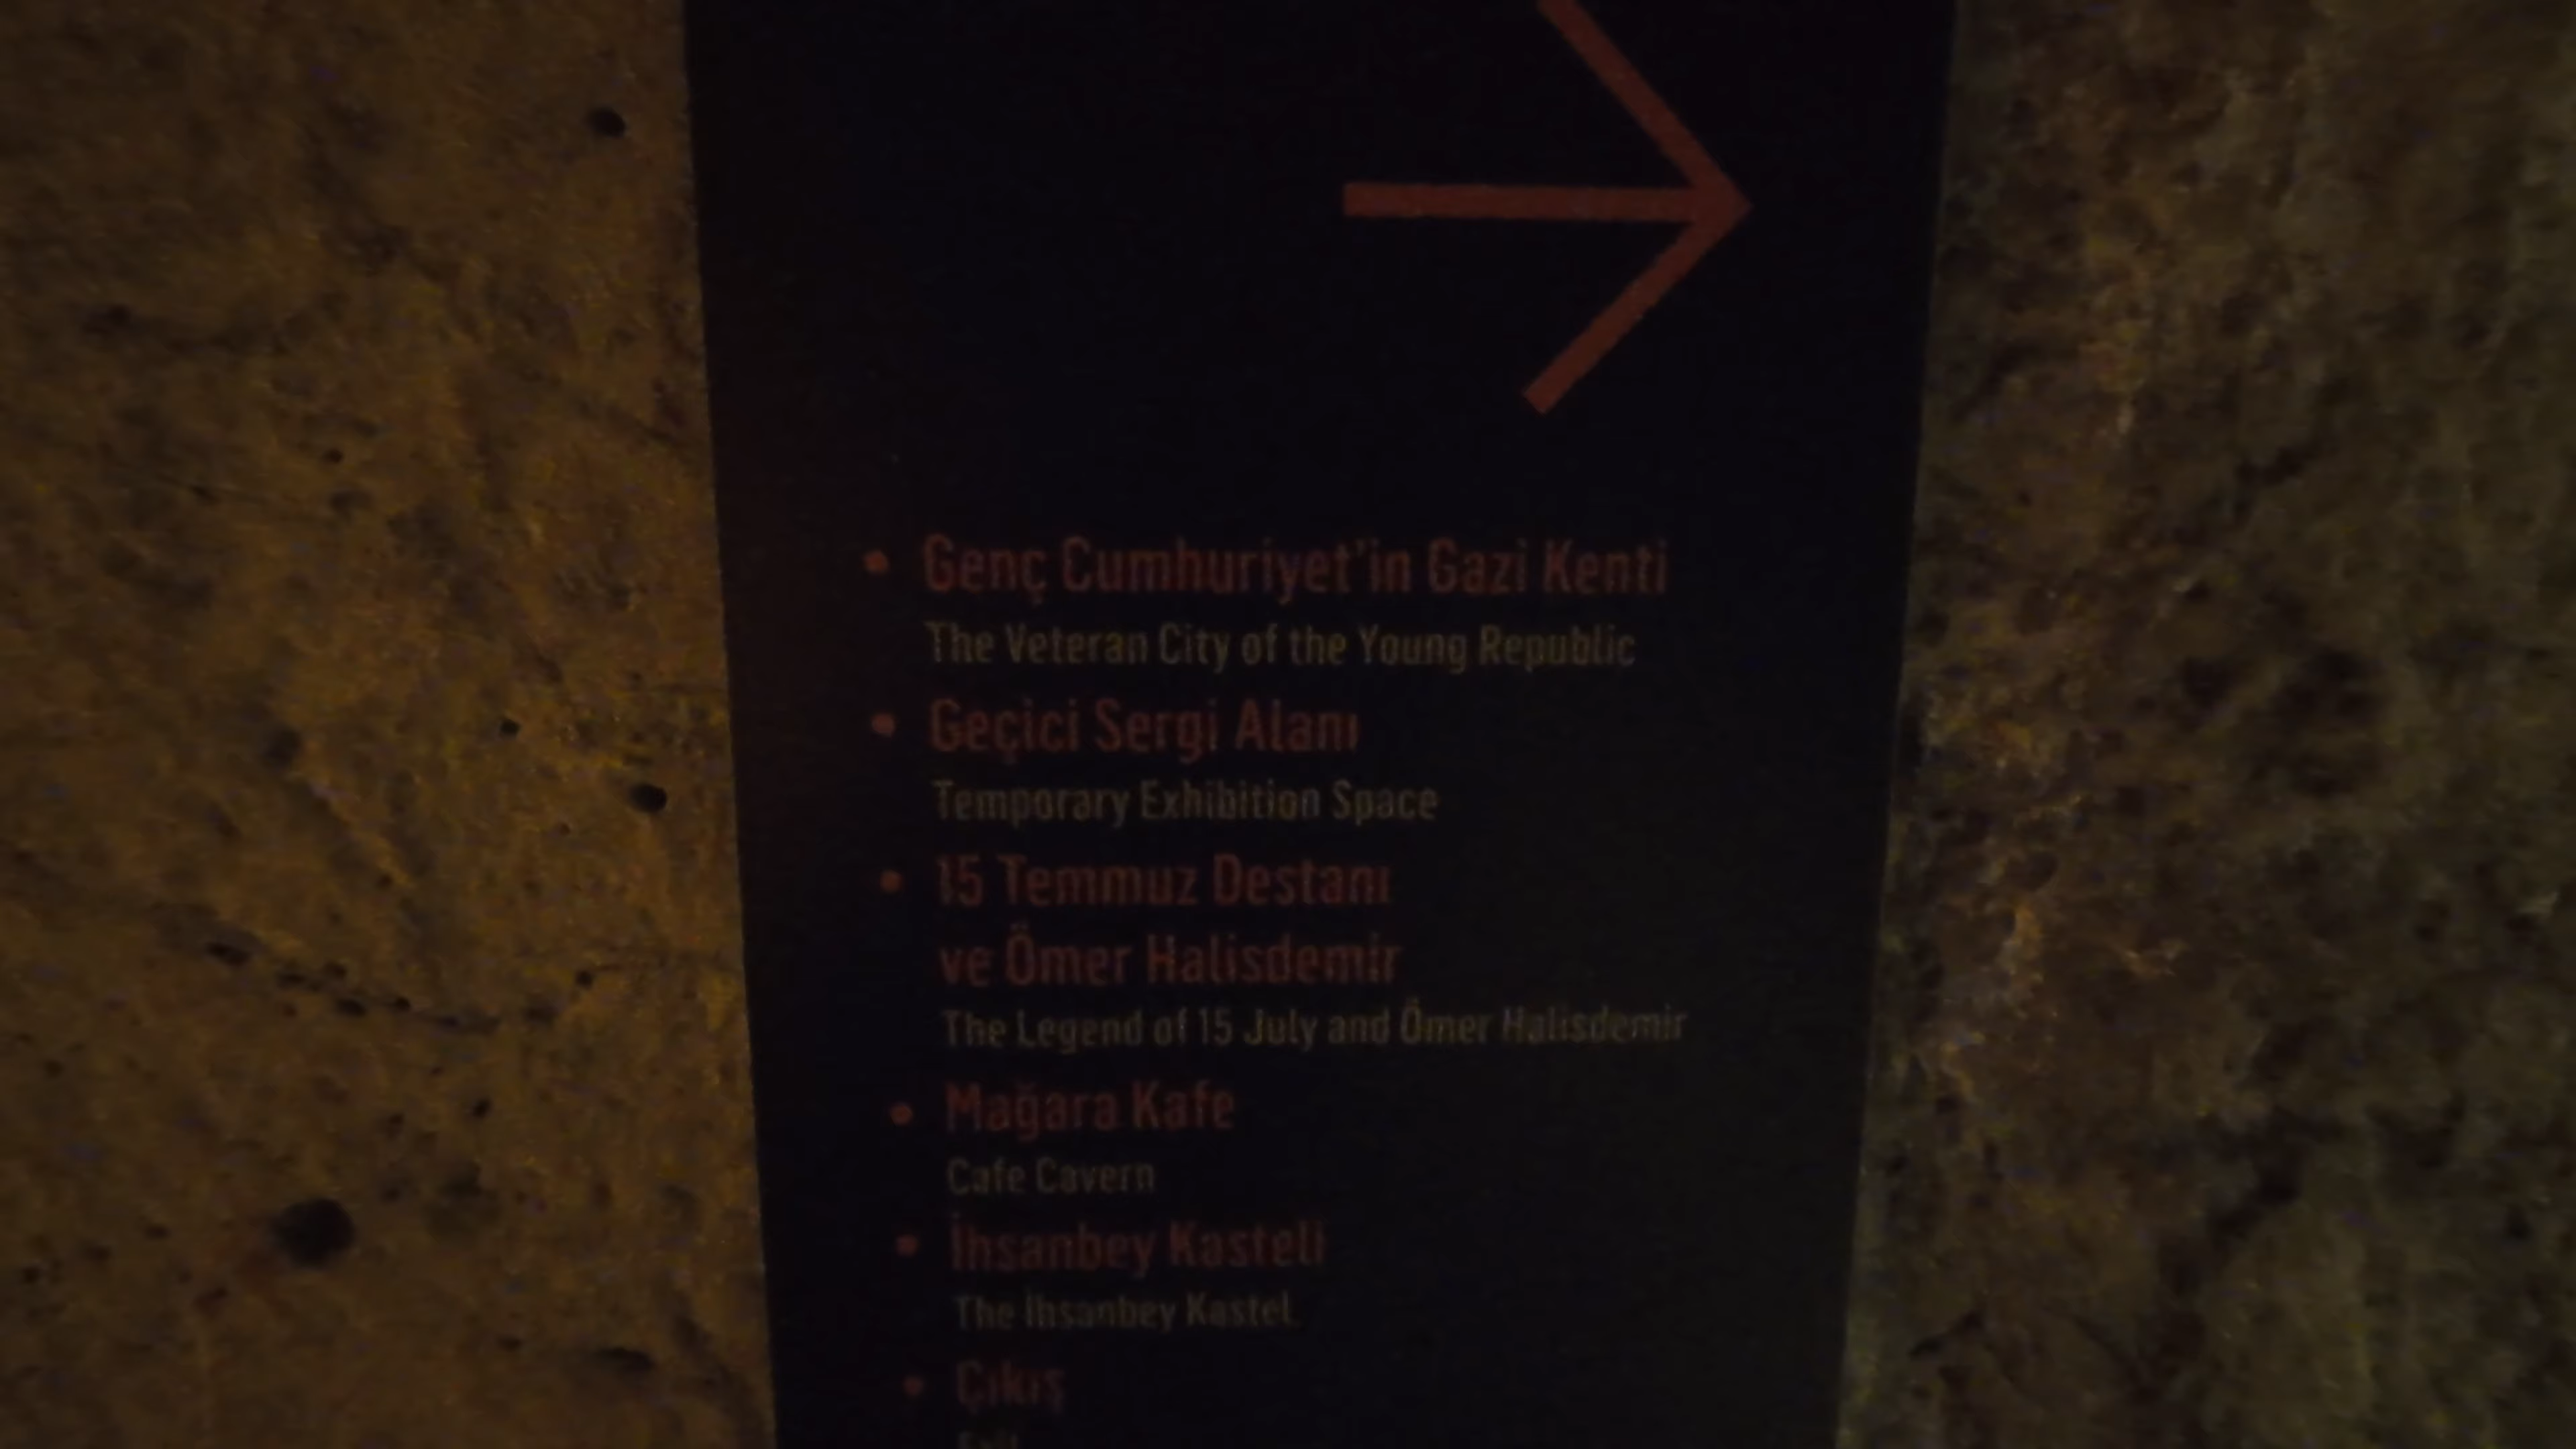 • Genç Cumhuriyet'in Gazi Kenti
The Veteran City of the Young Republic
• Geçici Sergi Alanı
Temporary Exhibition Space
• 15 Temmuz Destanı
ve Ömer Halisdemir
The Legend of 15 July and Ömer Halisdemir
• Mağara Kafe
Cafe Cavern
• İhsanbey Kasteli
The İhsanbey Kastel
• Çıkış
Exit